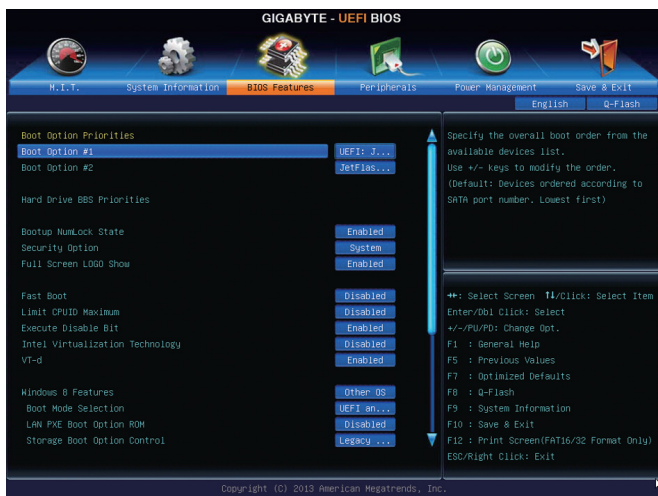 GIGABYTE - UEFI BIOS
M.I.T. System Information BIOS Features Peripherals Power Management Save & Exit
English Q-Flash
Boot Option Priorities
Boot Option #1 UEFI: J...
Boot Option #2 JetFlas...
Hard Drive BBS Priorities
Bootup NumLock State Enabled
Security Option System
Full Screen LOGO Show Enabled
Fast Boot Disabled
Limit CPUID Maximum Disabled
Execute Disable Bit Enabled
Intel Virtualization Technology Disabled
VT-d Enabled
Windows 8 Features Other OS
Boot Mode Selection UEFI an...
LAN PXE Boot Option ROM Disabled
Storage Boot Option Control Legacy ...
Specify the overall boot order from the
available devices list.
Use +/- keys to modify the order.
(Default: Devices ordered according to
SATA port number. Lowest first)
→←: Select Screen ↑↓/Click: Select Item
Enter/Dbl Click: Select
+/-/PU/PD: Change Opt.
F1 : General Help
F5 : Previous Values
F7 : Optimized Defaults
F8 : Q-Flash
F9 : System Information
F10 : Save & Exit
F12 : Print Screen(FAT16/32 Format Only)
ESC/Right Click: Exit
Copyright (C) 2013 American Megatrends, Inc.